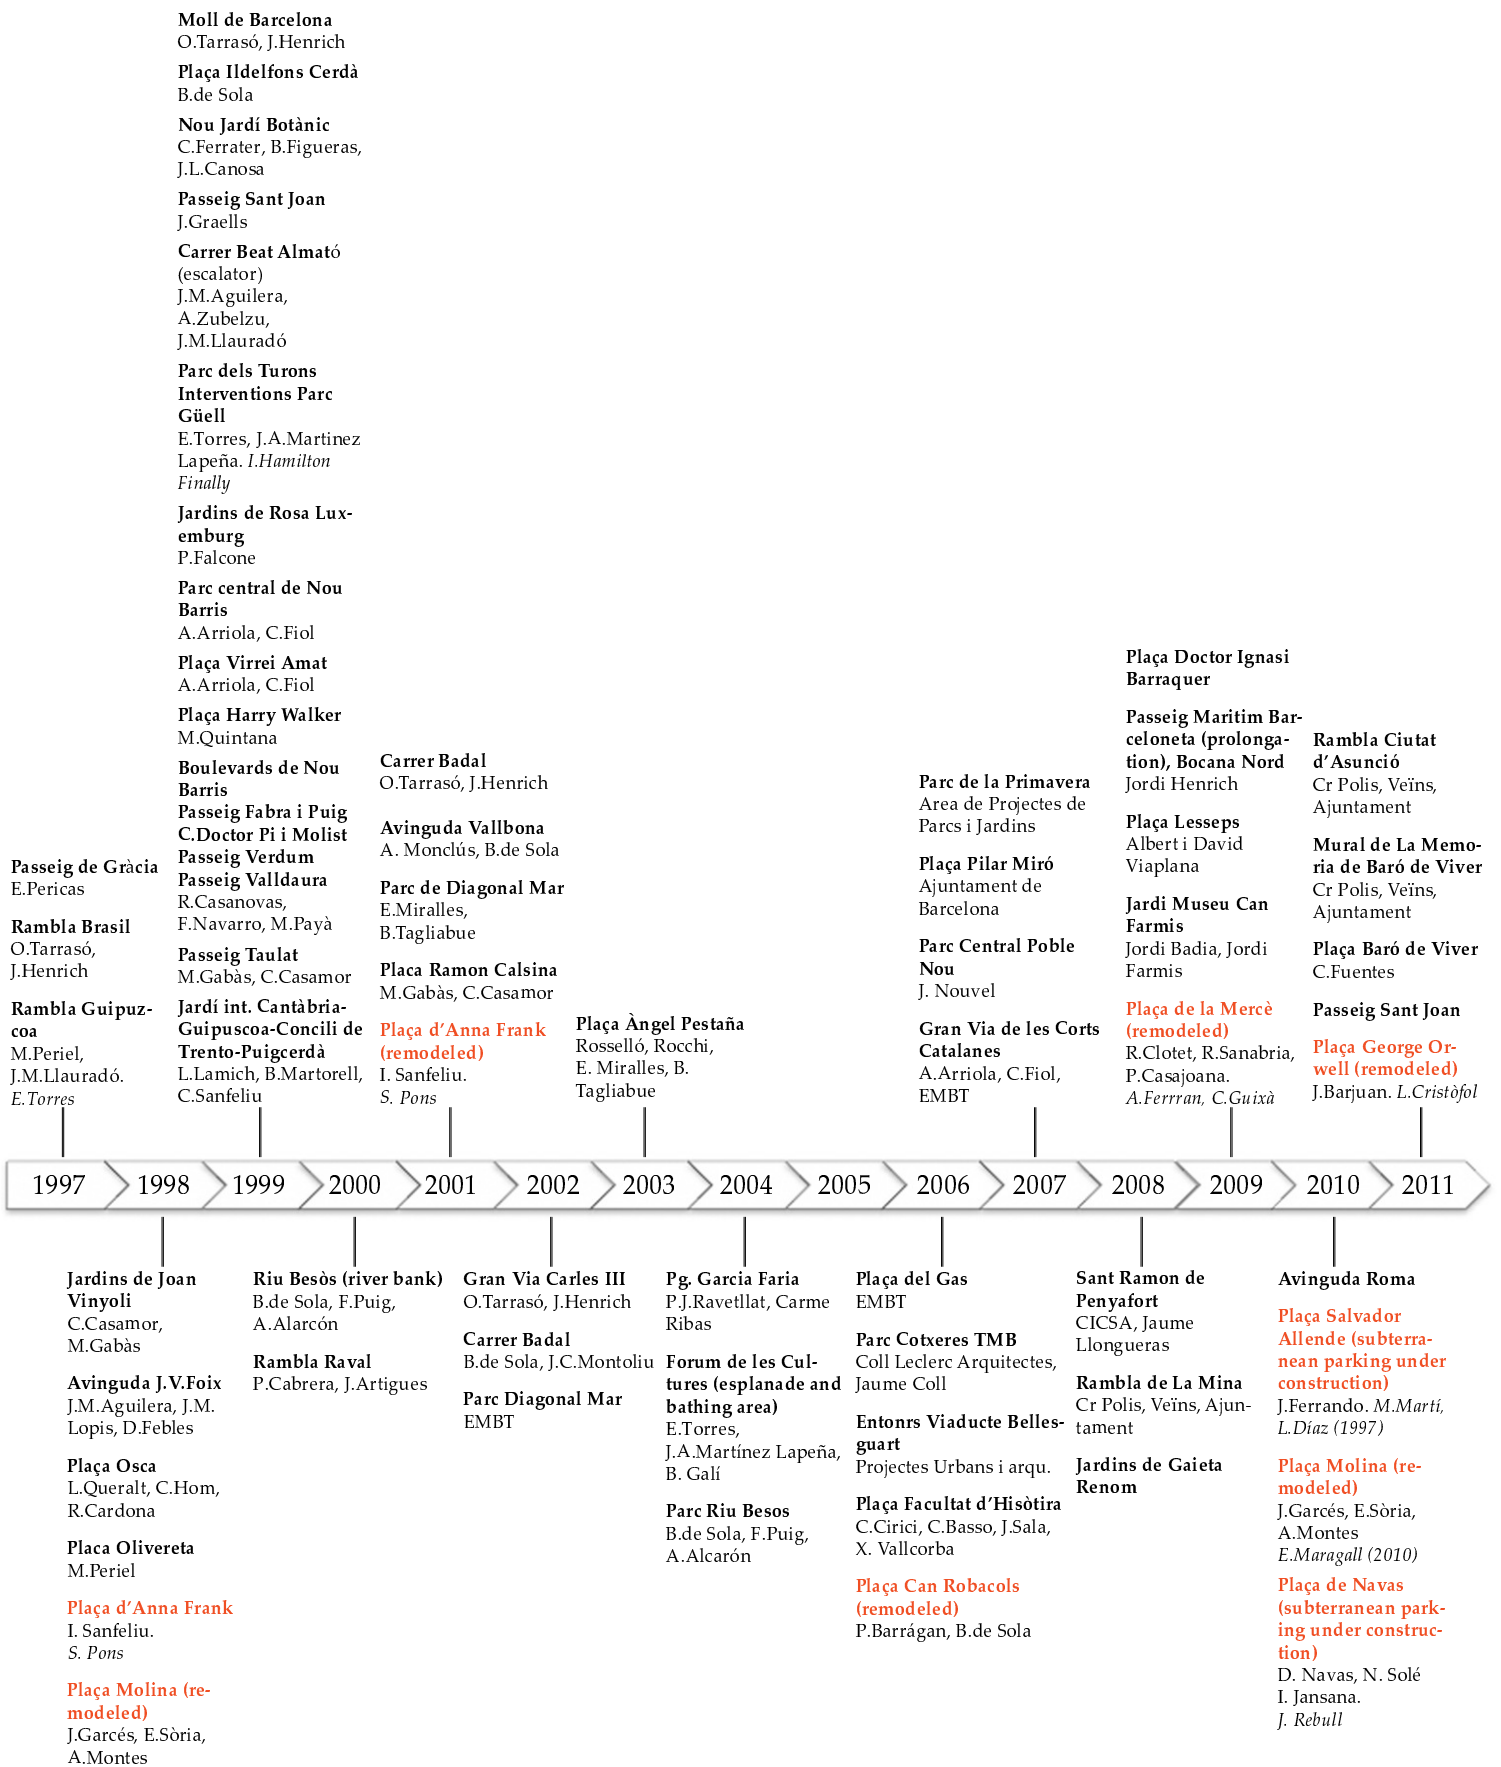 Moll de Barcelona
O.Tarrasó, J.Henrich
Plaça Ildelfons Cerdà
B.de Sola
Nou Jardí Botànic
C.Ferrater, B.Figueras,
J.L.Canosa
Passeig Sant Joan
J.Graells
Carrer Beat Almató
(escalator)
J.M.Aguilera,
A.Zubelzu,
J.M.Llauradó
Parc dels Turons
Interventions Parc
Güell
E.Torres, J.A.Martinez
Lapeña. I.Hamilton
Finally
Jardins de Rosa Lux-
emburg
P.Falcone
Parc central de Nou
Barris
A.Arriola, C.Fiol
Plaça Virrei Amat
A.Arriola, C.Fiol
Plaça Harry Walker
M.Quintana
Boulevards de Nou
Barris
Passeig Fabra i Puig
C.Doctor Pi i Molist
Passeig Verdum
Passeig Valldaura
R.Casanovas,
F.Navarro, M.Payà
Passeig Taulat
M.Gabàs, C.Casamor
Jardí int. Cantàbria-
Guipuscoa-Concili de
Trento-Puigcerdà
L.Lamich, B.Martorell,
C.Sanfeliu
Passeig de Gràcia
E.Pericas
Rambla Brasil
O.Tarrasó,
J.Henrich
Rambla Guipuz-
coa
M.Periel,
J.M.Llauradó.
E.Torres
Carrer Badal
O.Tarrasó, J.Henrich
Avinguda Vallbona
A. Monclús, B.de Sola
Parc de Diagonal Mar
E.Miralles,
B.Tagliabue
Placa Ramon Calsina
M.Gabàs, C.Casamor
Plaça d'Anna Frank
(remodeled)
I. Sanfeliu.
S. Pons
Plaça Àngel Pestaña
Rosselló, Rocchi,
E. Miralles, B.
Tagliabue
Parc de la Primavera
Area de Projectes de
Parcs i Jardins
Plaça Pilar Miró
Ajuntament de
Barcelona
Parc Central Poble
Nou
J. Nouvel
Gran Via de les Corts
Catalanes
A.Arriola, C.Fiol,
EMBT
Plaça Doctor Ignasi
Barraquer
Passeig Maritim Bar-
celoneta (prolonga-
tion), Bocana Nord
Jordi Henrich
Plaça Lesseps
Albert i David
Viaplana
Jardi Museu Can
Farmis
Jordi Badia, Jordi
Farmis
Plaça de la Mercè
(remodeled)
R.Clotet, R.Sanabria,
P.Casajoana.
A.Ferrran, C.Guixà
Rambla Ciutat
d'Asunció
Cr Polis, Veïns,
Ajuntament
Mural de La Memo-
ria de Baró de Viver
Cr Polis, Veïns,
Ajuntament
Plaça Baró de Viver
C.Fuentes
Passeig Sant Joan
Plaça George Or-
well (remodeled)
J.Barjuan. L.Cristòfol
1997 1998 1999 2000 2001 2002 2003 2004 2005 2006 2007 2008 2009 2010 2011
Jardins de Joan
Vinyoli
C.Casamor,
M.Gabàs
Avinguda J.V.Foix
J.M.Aguilera, J.M.
Lopis, D.Febles
Plaça Osca
L.Queralt, C.Hom,
R.Cardona
Placa Olivereta
M.Periel
Plaça d'Anna Frank
I. Sanfeliu.
S. Pons
Plaça Molina (re-
modeled)
J.Garcés, E.Sòria,
A.Montes
Riu Besòs (river bank)
B.de Sola, F.Puig,
A.Alarcón
Rambla Raval
P.Cabrera, J.Artigues
Gran Via Carles III
O.Tarrasó, J.Henrich
Carrer Badal
B.de Sola, J.C.Montoliu
Parc Diagonal Mar
EMBT
Pg. Garcia Faria
P.J.Ravetllat, Carme
Ribas
Forum de les Cul-
tures (esplanade and
bathing area)
E.Torres,
J.A.Martínez Lapeña,
B. Galí
Parc Riu Besos
B.de Sola, F.Puig,
A.Alcarón
Plaça del Gas
EMBT
Parc Cotxeres TMB
Coll Leclerc Arquitectes,
Jaume Coll
Entonrs Viaducte Belles-
guart
Projectes Urbans i arqu.
Plaça Facultat d'Hisòtira
C.Cirici, C.Basso, J.Sala,
X. Vallcorba
Plaça Can Robacols
(remodeled)
P.Barrágan, B.de Sola
Sant Ramon de
Penyafort
CICSA, Jaume
Llongueras
Rambla de La Mina
Cr Polis, Veïns, Ajun-
tament
Jardins de Gaieta
Renom
Avinguda Roma
Plaça Salvador
Allende (subterra-
nean parking under
construction)
J.Ferrando. M.Martí,
L.Díaz (1997)
Plaça Molina (re-
modeled)
J.Garcés, E.Sòria,
A.Montes
E.Maragall (2010)
Plaça de Navas
(subterranean park-
ing under construc-
tion)
D. Navas, N. Solé
I. Jansana.
J. Rebull